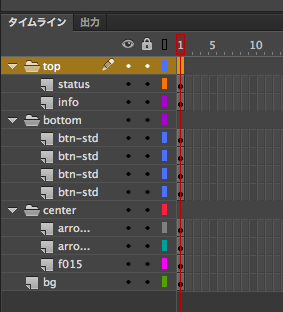 タイムライン 出力
1 5 10
top
status
info
bottom
btn-std
btn-std
btn-std
btn-std
center
arro...
arro...
f015
bg